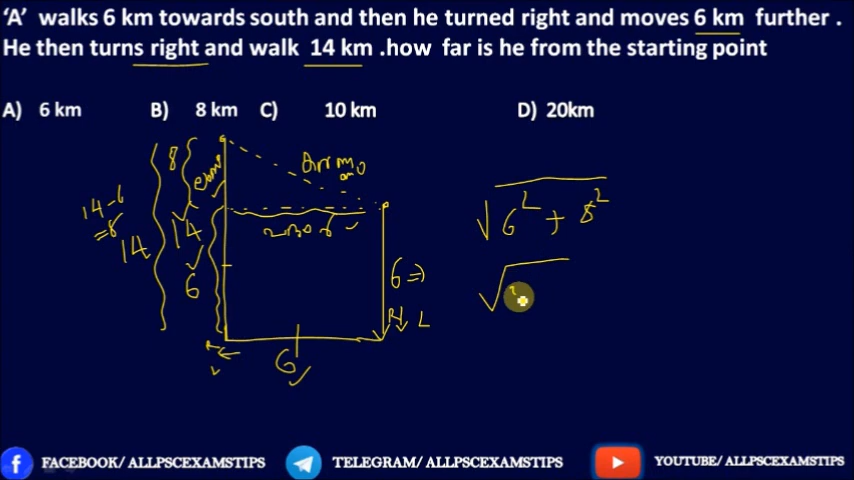 ‘A’ walks 6 km towards south and then he turned right and moves 6 km further .
He then turns right and walk 14 km .how far is he from the starting point
A) 6 km B) 8 km C) 10 km D) 20km
8
14-6
=8
14
14
6
6 =>
R L
6
R
L
√6² + 8²
√
FACEBOOK/ ALLPSCEXAMSTIPS TELEGRAM/ ALLPSCEXAMSTIPS YOUTUBE/ ALLPSCEXAMSTIPS